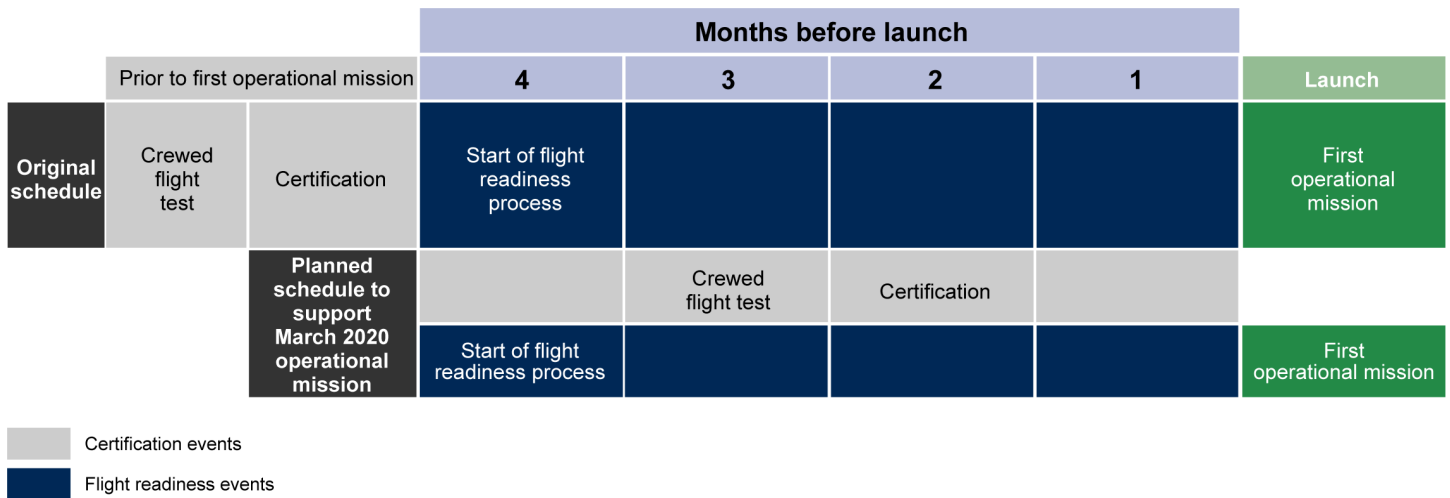 Months before launch
Prior to first operational mission
4
3
2
1
Launch
Original
schedule
Crewed
flight
test
Certification
Start of flight
readiness
process
First
operational
mission
Planned
schedule to
support
March 2020
operational
mission
Crewed
flight test
Certification
Start of flight
readiness process
First
operational mission
Certification events
Flight readiness events